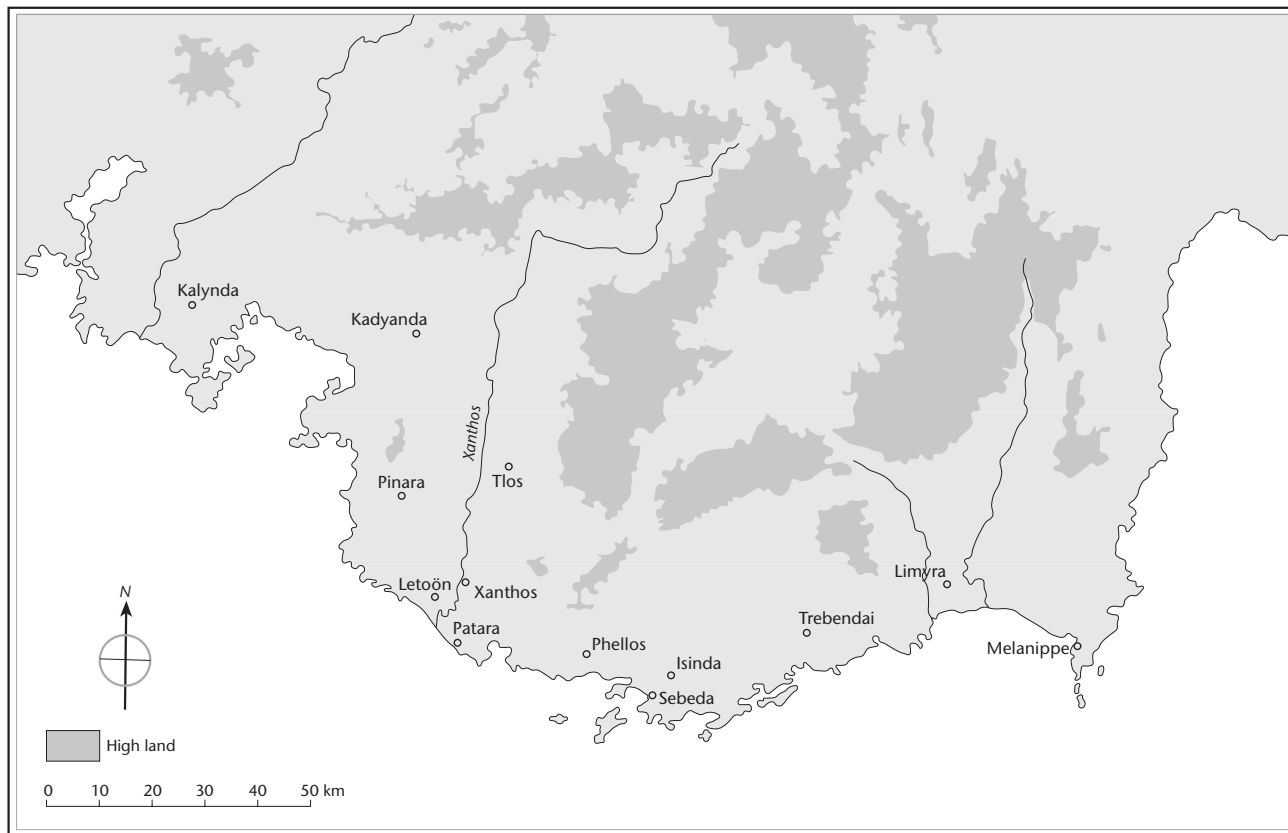 Kalynda
Kadyanda
Xanthos
Pinara
Tlos
Letoön
Xanthos
Limyra
Patara
Trebendai
Phellos
Melanippe
Isinda
Sebeda
N
High land
0 10 20 30 40 50 km